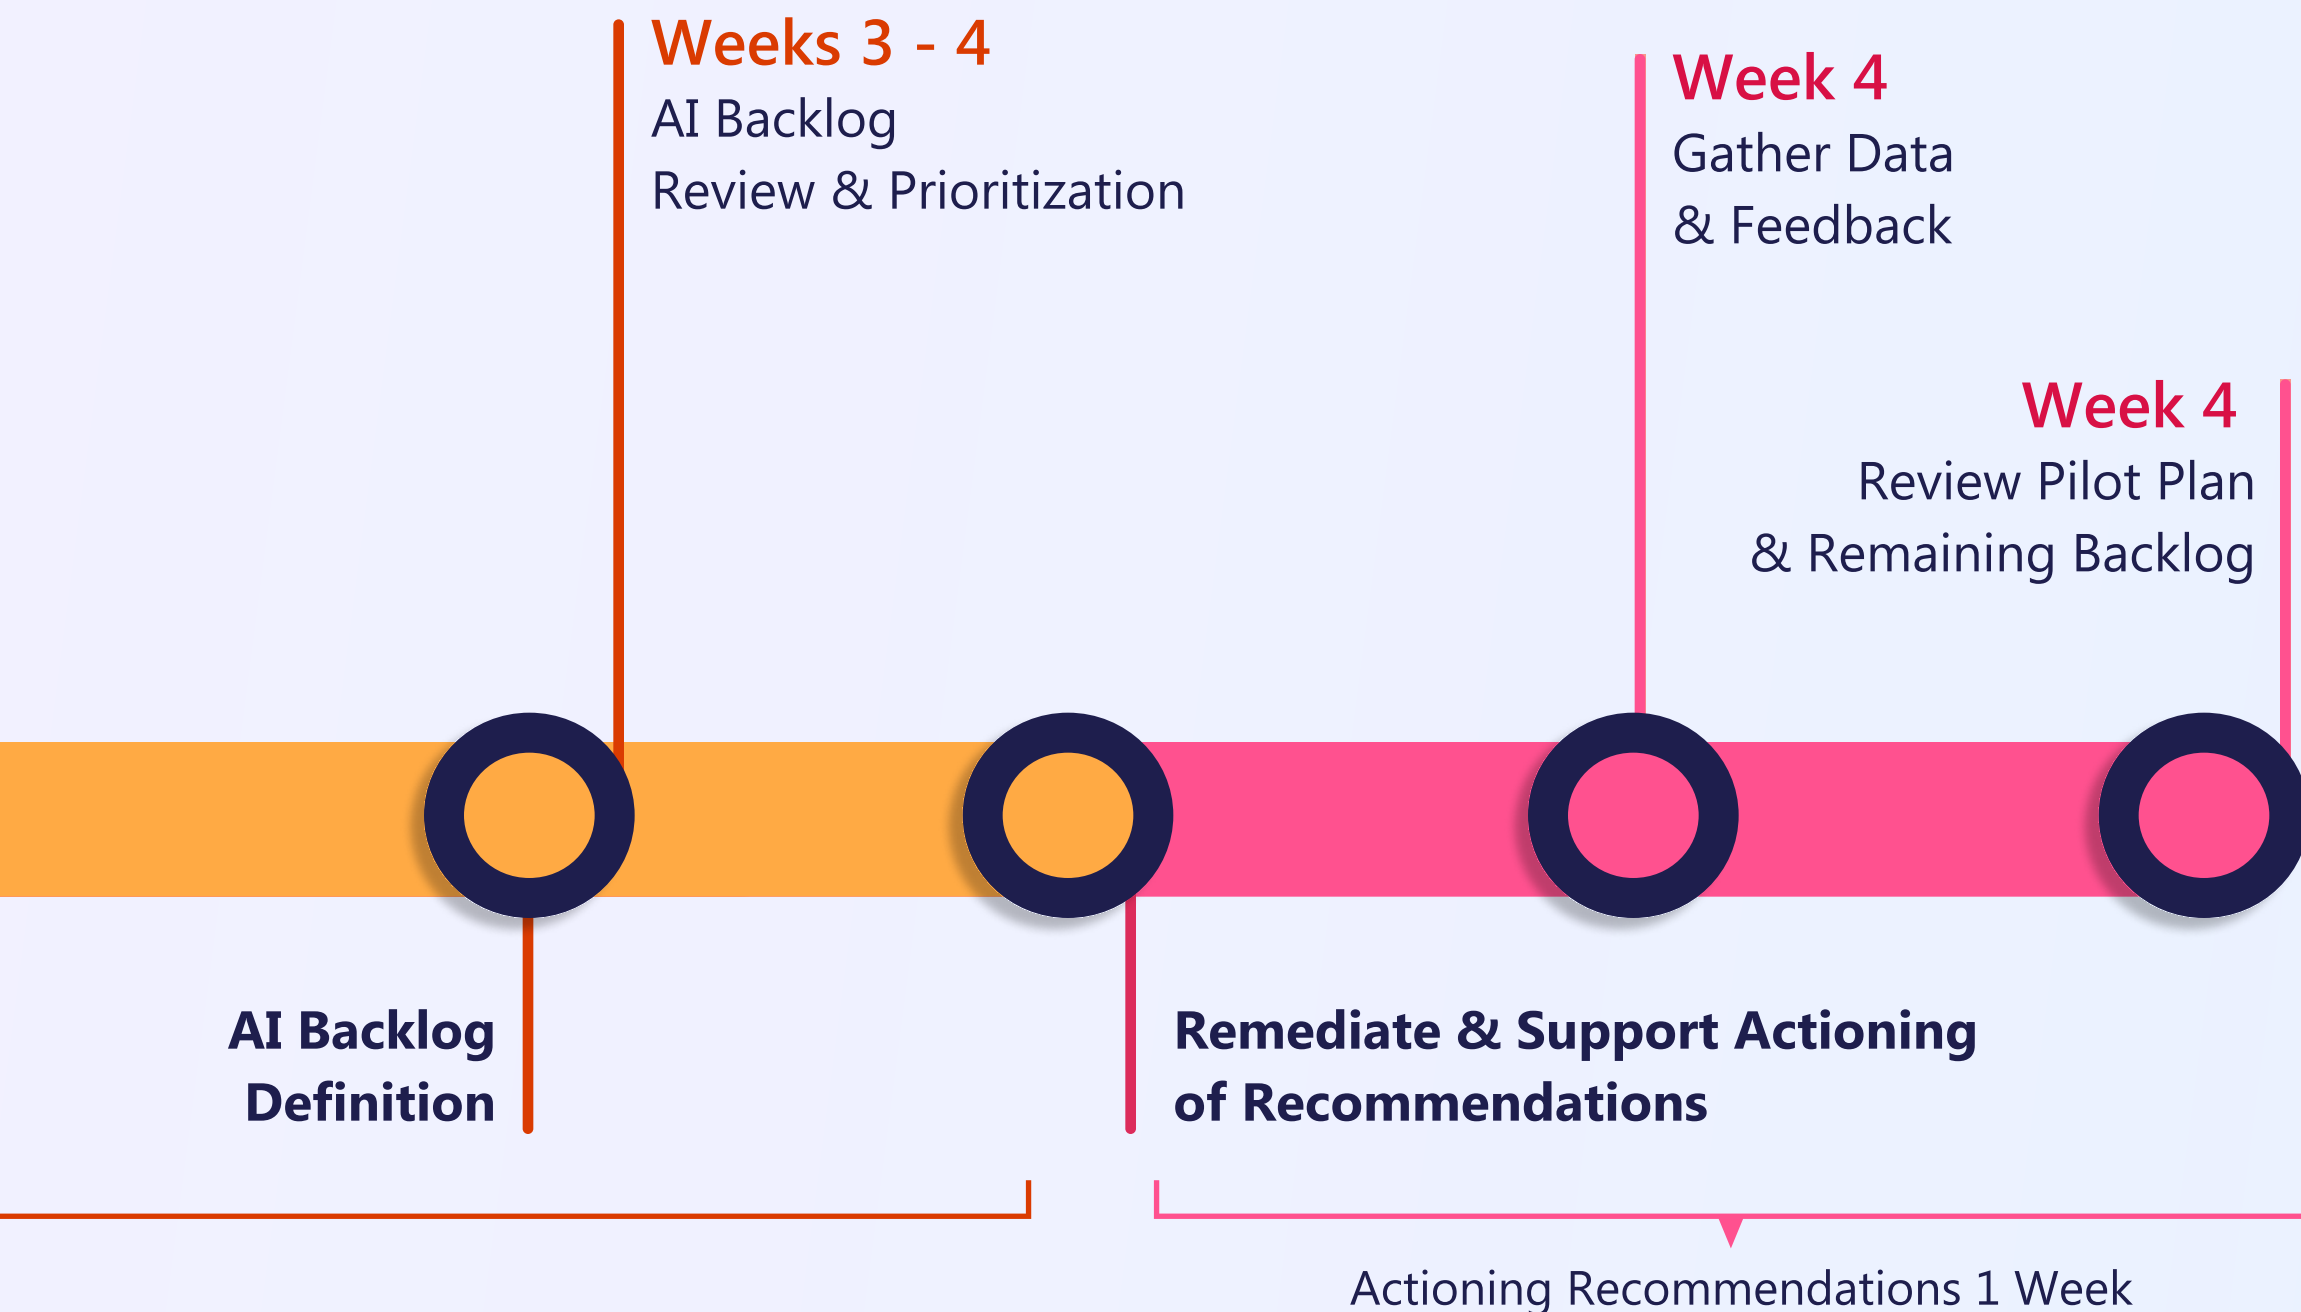 Weeks 3 - 4
AI Backlog
Review & Prioritization
Week 4
Gather Data
& Feedback
Week 4
Review Pilot Plan
& Remaining Backlog
AI Backlog
Definition
Remediate & Support Actioning
of Recommendations
Actioning Recommendations 1 Week